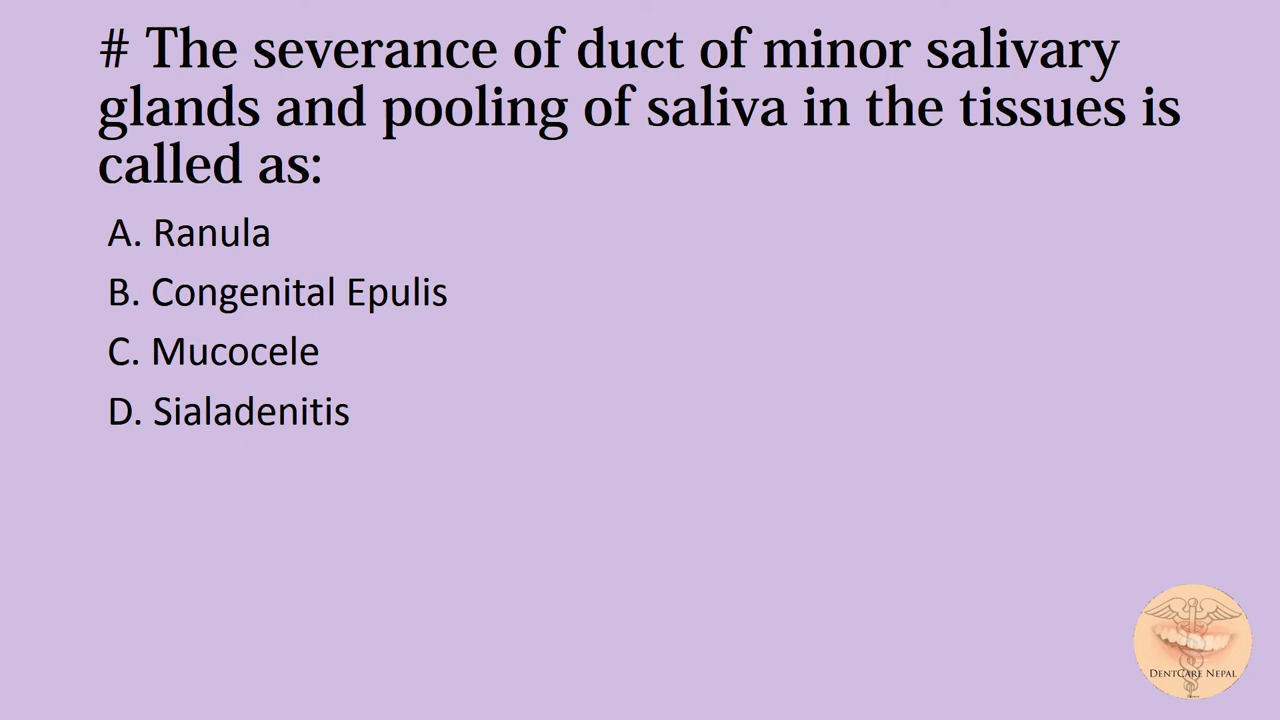 # The severance of duct of minor salivary
glands and pooling of saliva in the tissues is
called as:
A. Ranula
B. Congenital Epulis
C. Mucocele
D. Sialadenitis
DentCare Nepal